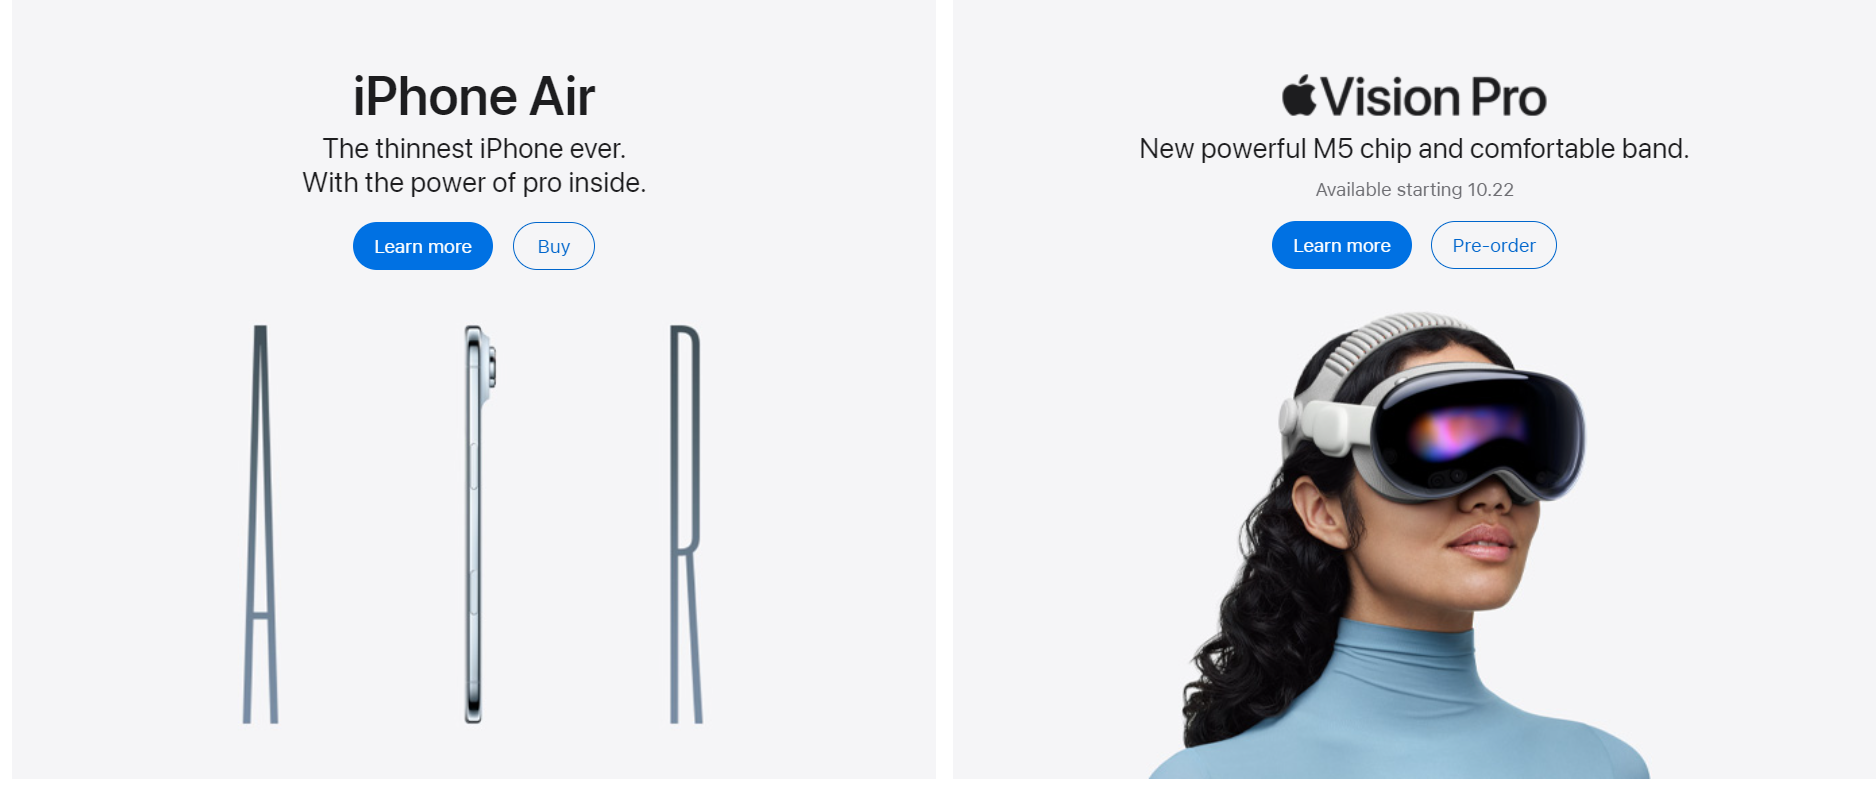 iPhone Air
The thinnest iPhone ever.
With the power of pro inside.
Learn more
Buy
A I R
Vision Pro
New powerful M5 chip and comfortable band.
Available starting 10.22
Learn more
Pre-order